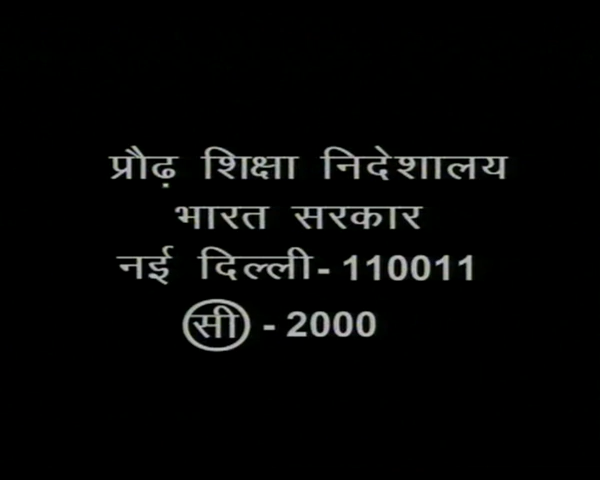 प्रौढ़ शिक्षा निदेशालय
भारत सरकार
नई दिल्ली - 110011
सी - 2000